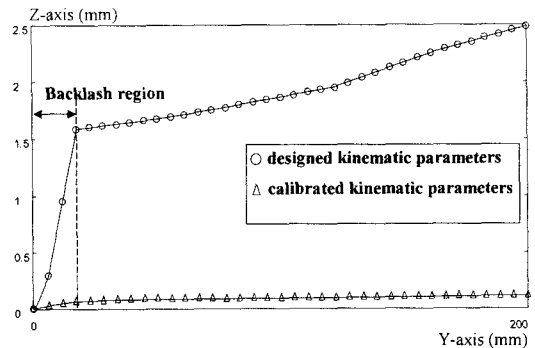 Z-axis (mm)
2.5
2
Backlash region
1.5
designed kinematic parameters
calibrated kinematic parameters
1
0.5
0
0
200
Y-axis (mm)